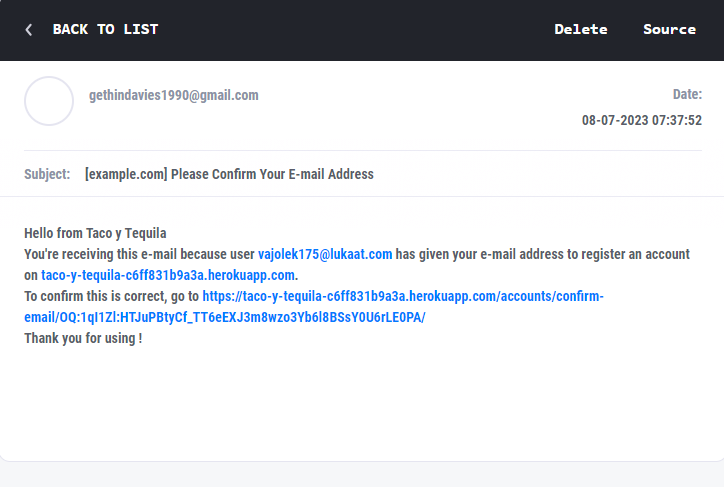 BACK TO LIST
Delete
Source
gethindavies1990@gmail.com
Date:
08-07-2023 07:37:52
Subject: [example.com] Please Confirm Your E-mail Address
Hello from Taco y Tequila
You're receiving this e-mail because user vajolek175@lukaat.com has given your e-mail address to register an account
on taco-y-tequila-c6ff831b9a3a.herokuapp.com.
To confirm this is correct, go to https://taco-y-tequila-c6ff831b9a3a.herokuapp.com/accounts/confirm-
email/OQ:1qI1Zl:HTJuPBtyCf_TT6eEXJ3m8wzo3Yb6l8BSsY0U6rLE0PA/
Thank you for using !